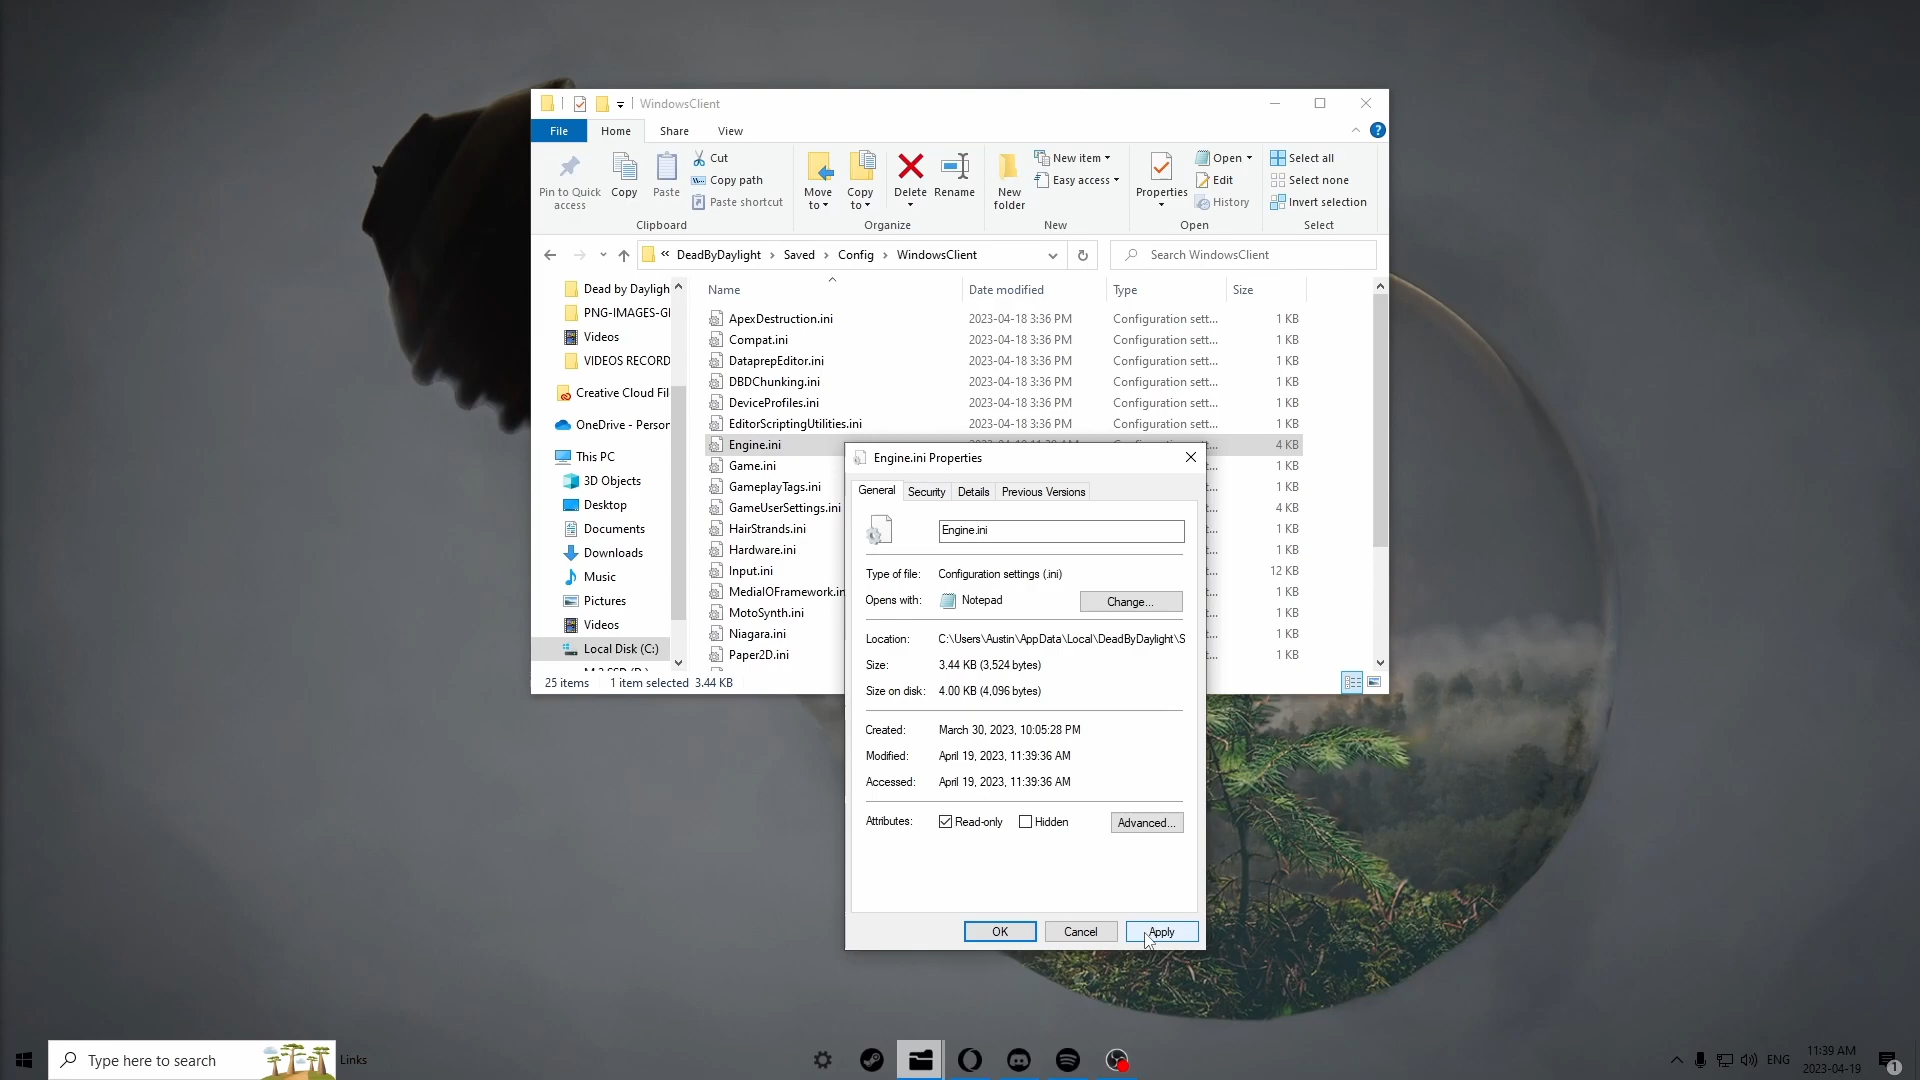 WindowsClient
File
Home
Share
View
Pin to Quick access
Copy
Paste
Cut
Copy path
Paste shortcut
Clipboard
Move to
Copy to
Delete
Rename
Organize
New folder
New item
Easy access
New
Properties
Open
Edit
History
Open
Select all
Select none
Invert selection
Select
« DeadByDaylight › Saved › Config › WindowsClient
Search WindowsClient
Dead by Dayligh
PNG-IMAGES-GI
Videos
VIDEOS RECORD
Creative Cloud Fil
OneDrive - Person
This PC
3D Objects
Desktop
Documents
Downloads
Music
Pictures
Videos
Local Disk (C:)
Name Date modified Type Size
ApexDestruction.ini 2023-04-18 3:36 PM Configuration sett... 1 KB
Compat.ini 2023-04-18 3:36 PM Configuration sett... 1 KB
DataprepEditor.ini 2023-04-18 3:36 PM Configuration sett... 1 KB
DBDChunking.ini 2023-04-18 3:36 PM Configuration sett... 1 KB
DeviceProfiles.ini 2023-04-18 3:36 PM Configuration sett... 1 KB
EditorScriptingUtilities.ini 2023-04-18 3:36 PM Configuration sett... 1 KB
Engine.ini 4 KB
Game.ini t... 1 KB
GameplayTags.ini t... 1 KB
GameUserSettings.ini t... 4 KB
HairStrands.ini t... 1 KB
Hardware.ini t... 1 KB
Input.ini t... 12 KB
MediaIOFramework.in t... 1 KB
MotoSynth.ini t... 1 KB
Niagara.ini t... 1 KB
Paper2D.ini t... 1 KB
25 items 1 item selected 3.44 KB
Engine.ini Properties
General Security Details Previous Versions
Engine.ini
Type of file: Configuration settings (.ini)
Opens with: Notepad Change...
Location: C:\Users\Austin\AppData\Local\DeadByDaylight\S
Size: 3.44 KB (3,524 bytes)
Size on disk: 4.00 KB (4,096 bytes)
Created: March 30, 2023, 10:05:28 PM
Modified: April 19, 2023, 11:39:36 AM
Accessed: April 19, 2023, 11:39:36 AM
Attributes: Read-only Hidden Advanced...
OK Cancel Apply
Type here to search
Links
ENG
11:39 AM
2023-04-19
1